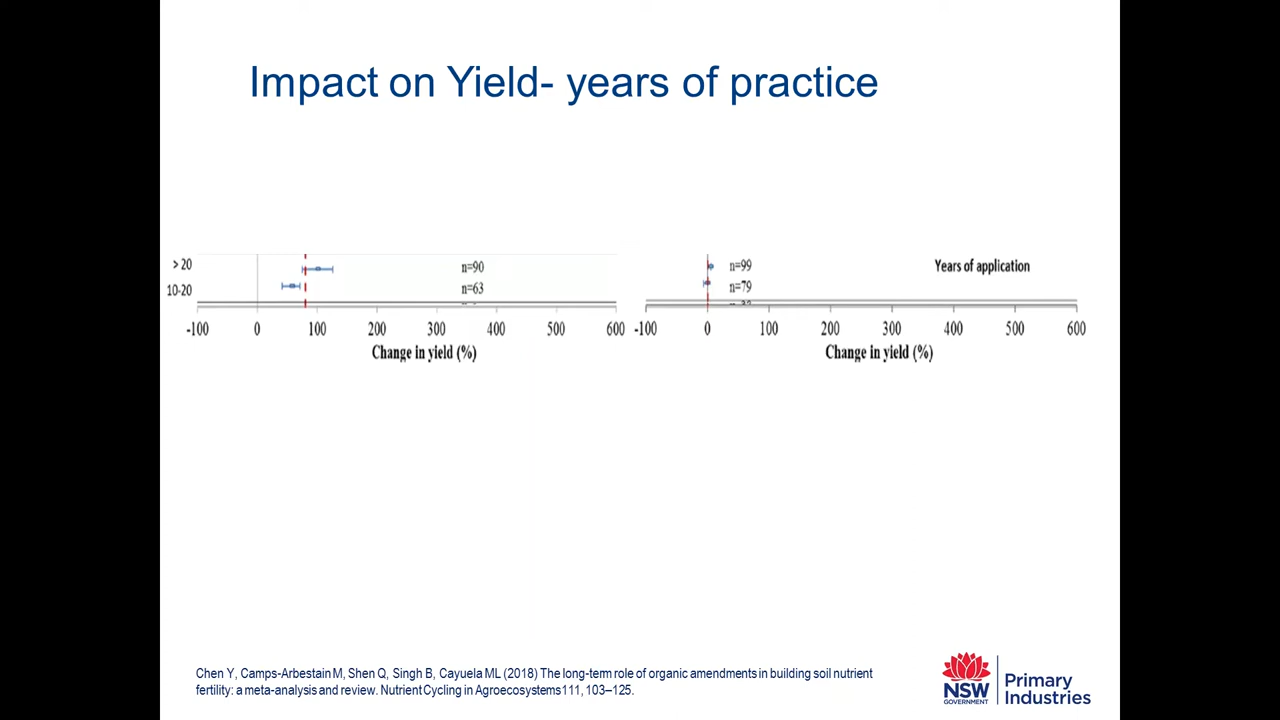 Impact on Yield- years of practice
> 20
n=90
10-20
n=63
-100 0 100 200 300 400 500 600
Change in yield (%)
n=99
Years of application
n=79
-100 0 100 200 300 400 500 600
Change in yield (%)
Chen Y, Camps-Arbestain M, Shen Q, Singh B, Cayuela ML (2018) The long-term role of organic amendments in building soil nutrient
fertility: a meta-analysis and review. Nutrient Cycling in Agroecosystems 111, 103–125.
NSW
GOVERNMENT
Primary
Industries